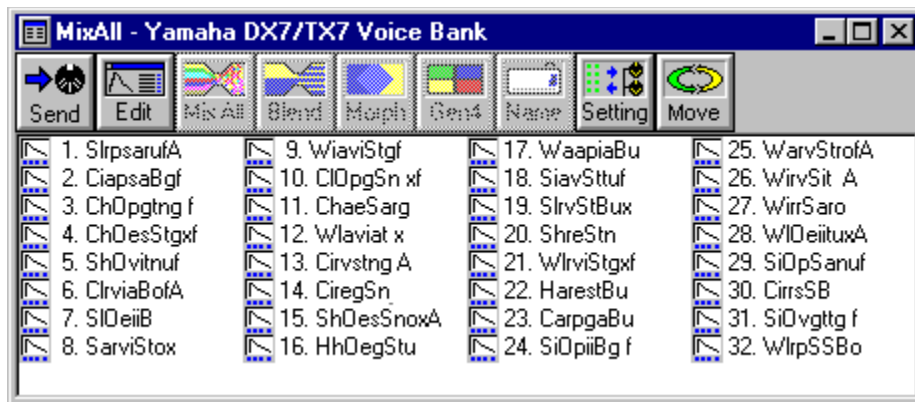 MixAll - Yamaha DX7/TX7 Voice Bank
Send Edit Mix All Blend Morph Gen4 Name Setting Move
1. SlrpsarufA
2. CiapsaBgf
3. ChOpgtng f
4. ChOesStgxf
5. ShOvitnuf
6. ClrviaBofA
7. SlOeiiB
8. SarviStox
9. WiaviStgf
10. ClOpgSn xf
11. ChaeSarg
12. Wlaviat x
13. Cirvstng A
14. CiregSn
15. ShOesSnoxA
16. HhOegStu
17. WaapiaBu
18. SiavSttuf
19. SlrvStBux
20. ShreStn
21. WlrviStgxf
22. HarestBu
23. CarpgaBu
24. SiOpiiBg f
25. WarvStrofA
26. WirvSit A
27. WirrSaro
28. WlOeiituxA
29. SiOpSanuf
30. CirrsSB
31. SiOvgttg f
32. WlrpSSBo